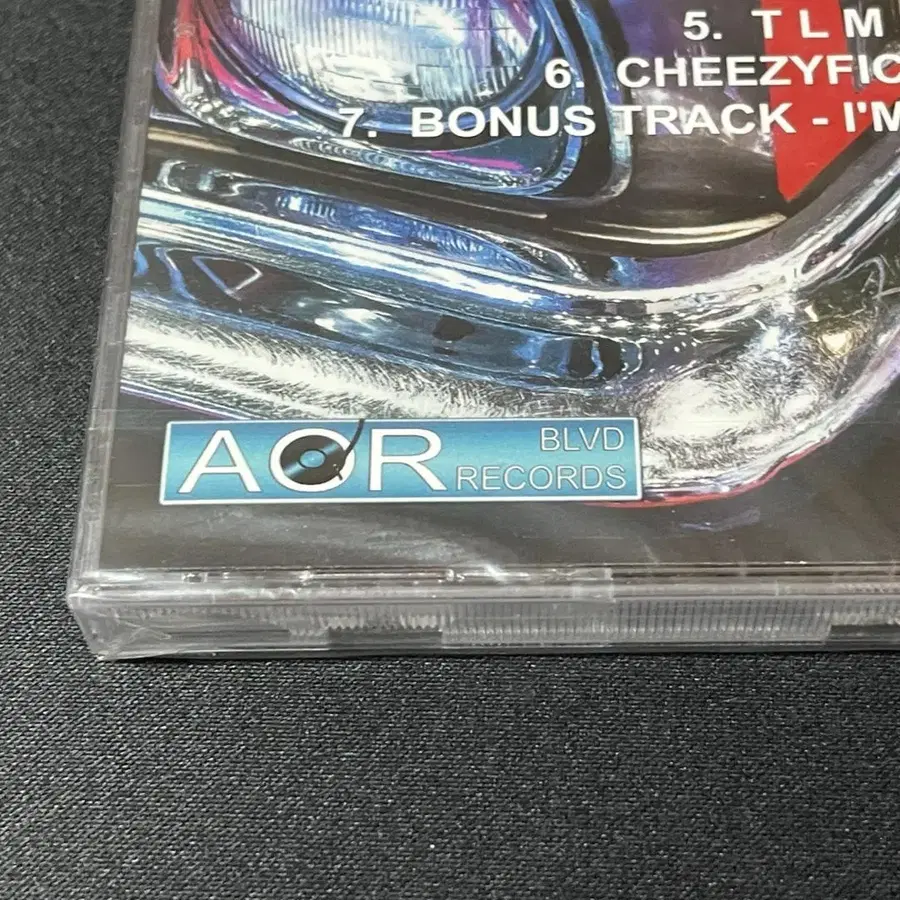 5. T L M
6. CHEEZYFIC
7. BONUS TRACK - I'M
AOR BLVD
RECORDS